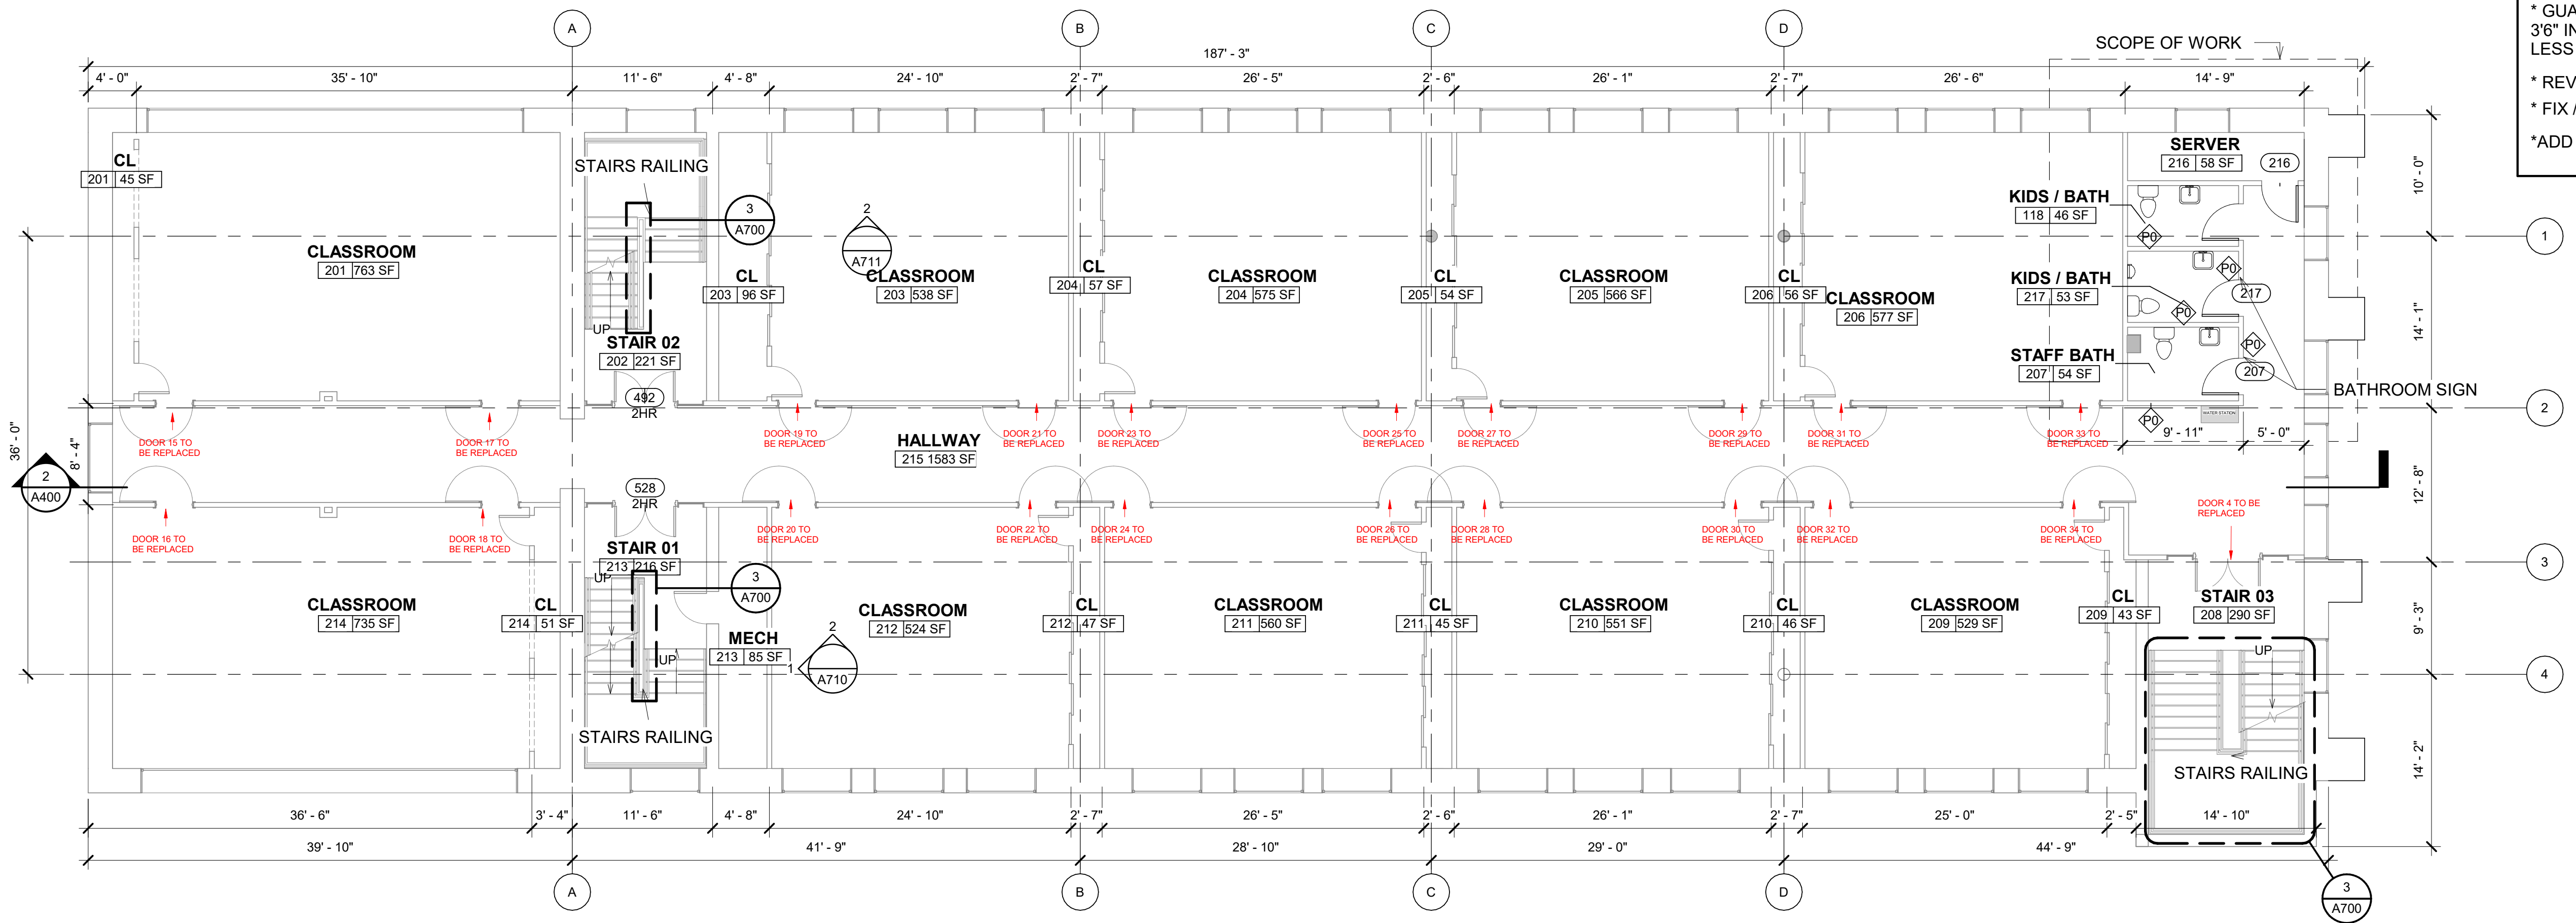 * GUA
3'6" IN
LESS
* REV
* FIX /
*ADD
A
B
C
D
SCOPE OF WORK
187' - 3"
4' - 0"
35' - 10"
11' - 6"
4' - 8"
24' - 10"
2' - 7"
26' - 5"
2' - 6"
26' - 1"
2' - 7"
26' - 6"
14' - 9"
CL
201 45 SF
STAIRS RAILING
3
A700
2
A711
SERVER
216 58 SF
216
10' - 0"
KIDS / BATH
118 46 SF
P0
1
CLASSROOM
201 763 SF
CL
203 96 SF
CLASSROOM
203 538 SF
CL
204 57 SF
CLASSROOM
204 575 SF
CL
205 54 SF
CLASSROOM
205 566 SF
CL
206 56 SF
CLASSROOM
206 577 SF
KIDS / BATH
217 53 SF
P0
217
P0
14' - 1"
UP
STAIR 02
202 221 SF
STAFF BATH
207 54 SF
P0
207
BATHROOM SIGN
492
2HR
P0
WATER STATION
2
36' - 0"
8' - 4"
DOOR 15 TO
BE REPLACED
DOOR 17 TO
BE REPLACED
DOOR 19 TO
BE REPLACED
HALLWAY
215 1583 SF
DOOR 21 TO
BE REPLACED
DOOR 23 TO
BE REPLACED
DOOR 25 TO
BE REPLACED
DOOR 27 TO
BE REPLACED
DOOR 29 TO
BE REPLACED
DOOR 31 TO
BE REPLACED
DOOR 33 TO
BE REPLACED
9' - 11"
5' - 0"
2
A400
528
2HR
12' - 8"
DOOR 16 TO
BE REPLACED
DOOR 18 TO
BE REPLACED
DOOR 20 TO
BE REPLACED
DOOR 22 TO
BE REPLACED
DOOR 24 TO
BE REPLACED
DOOR 26 TO
BE REPLACED
DOOR 28 TO
BE REPLACED
DOOR 30 TO
BE REPLACED
DOOR 32 TO
BE REPLACED
DOOR 34 TO
BE REPLACED
DOOR 4 TO BE
REPLACED
STAIR 01
213 216 SF
UP
3
A700
3
CLASSROOM
214 735 SF
CL
214 51 SF
MECH
213 85 SF
UP
CLASSROOM
212 524 SF
2
1
A710
CL
212 47 SF
CLASSROOM
211 560 SF
CL
211 45 SF
CLASSROOM
210 551 SF
CL
210 46 SF
CLASSROOM
209 529 SF
CL
209 43 SF
STAIR 03
208 290 SF
9' - 3"
UP
4
STAIRS RAILING
STAIRS RAILING
14' - 2"
36' - 6"
3' - 4"
11' - 6"
4' - 8"
24' - 10"
2' - 7"
26' - 5"
2' - 6"
26' - 1"
2' - 7"
25' - 0"
2' - 5"
14' - 10"
39' - 10"
41' - 9"
28' - 10"
29' - 0"
44' - 9"
A
B
C
D
3
A700